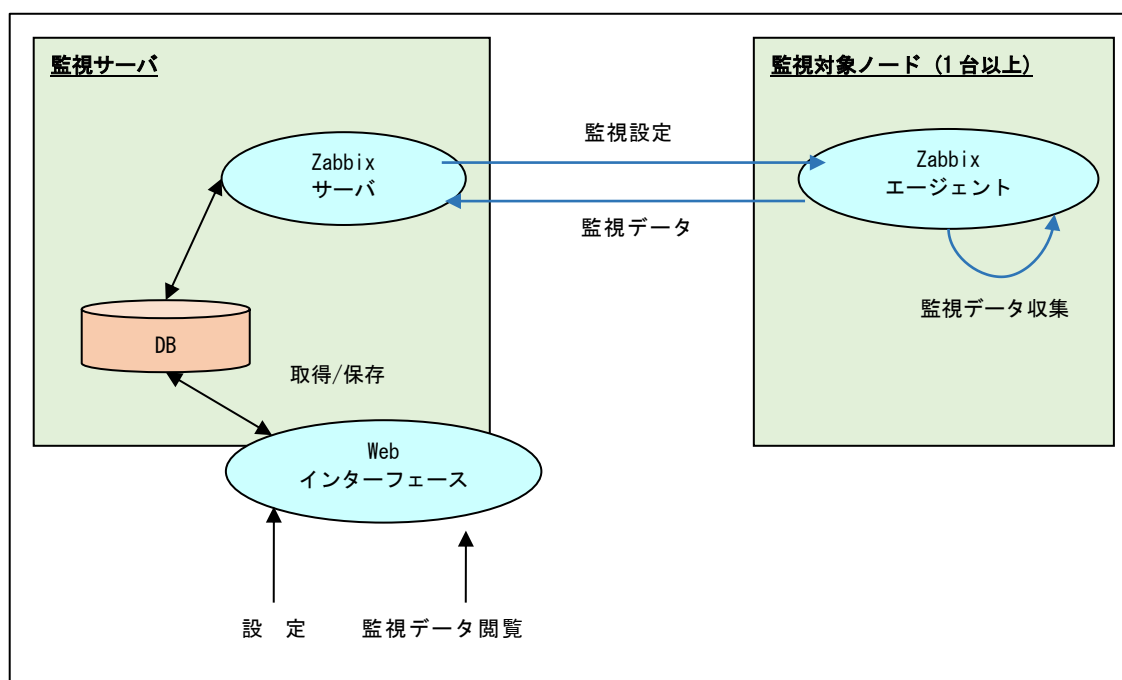 監視サーバ
監視対象ノード（1台以上）
Zabbix
サーバ
監視設定
Zabbix
エージェント
監視データ
監視データ収集
DB
取得/保存
Web
インターフェース
設　定
監視データ閲覧